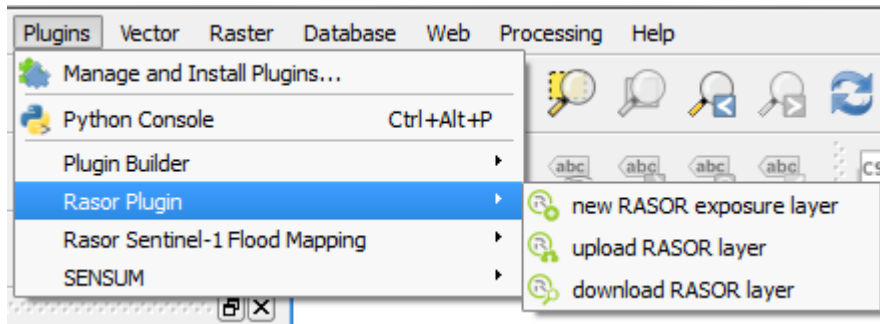 Plugins Vector Raster Database Web Processing Help
Manage and Install Plugins...
Python Console Ctrl+Alt+P
Plugin Builder
abc abc abc abc cs
Rasor Plugin
new RASOR exposure layer
Rasor Sentinel-1 Flood Mapping
upload RASOR layer
SENSUM
download RASOR layer